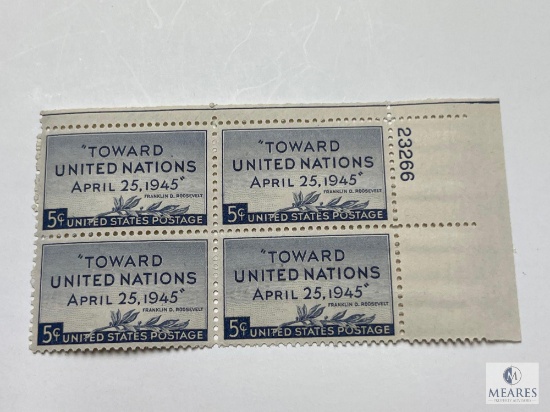 "TOWARD
UNITED NATIONS
APRIL 25, 1945"
FRANKLIN D. ROOSEVELT
5¢ UNITED STATES POSTAGE
"TOWARD
UNITED NATIONS
APRIL 25, 1945"
FRANKLIN D. ROOSEVELT
5¢ UNITED STATES POSTAGE
23266
"TOWARD
UNITED NATIONS
APRIL 25, 1945"
FRANKLIN D. ROOSEVELT
5¢ UNITED STATES POSTAGE
"TOWARD
UNITED NATIONS
APRIL 25, 1945"
FRANKLIN D. ROOSEVELT
5¢ UNITED STATES POSTAGE
M
MEARES